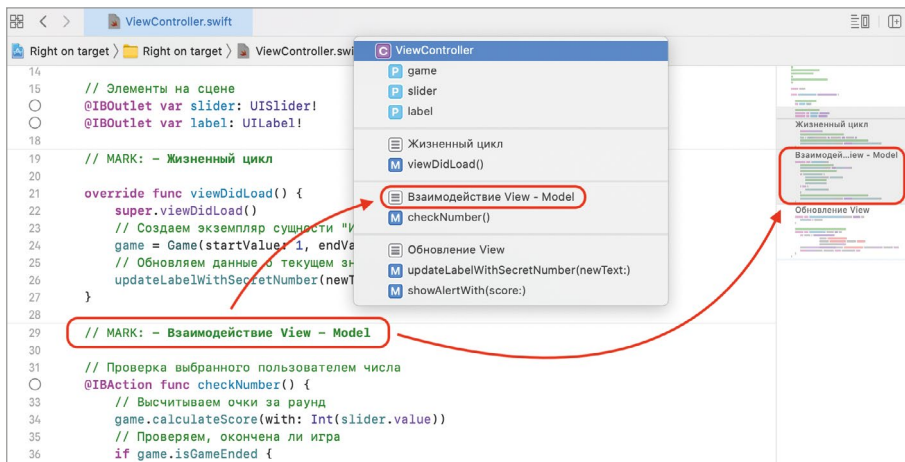 ViewController.swift
Right on target 〉 Right on target 〉 ViewController.swi
14
15 // Элементы на сцене
@IBOutlet var slider: UISlider!
@IBOutlet var label: UILabel!
18
19 // MARK: - Жизненный цикл
20
21 override func viewDidLoad() {
22 super.viewDidLoad()
23 // Создаем экземпляр сущности "И
24 game = Game(startValue: 1, endVa
25 // Обновляем данные о текущем зн
26 updateLabelWithSecretNumber(newT
27 }
28
29 // MARK: - Взаимодействие View - Model
30
31 // Проверка выбранного пользователем числа
@IBAction func checkNumber() {
33 // Высчитываем очки за раунд
34 game.calculateScore(with: Int(slider.value))
35 // Проверяем, окончена ли игра
36 if game.isGameEnded {
C ViewController
P game
P slider
P label
Жизненный цикл
M viewDidLoad()
Взаимодействие View - Model
M checkNumber()
Обновление View
M updateLabelWithSecretNumber(newText:)
M showAlertWith(score:)
Жизненный цикл
Взаимодей...iew - Model
Обновление View